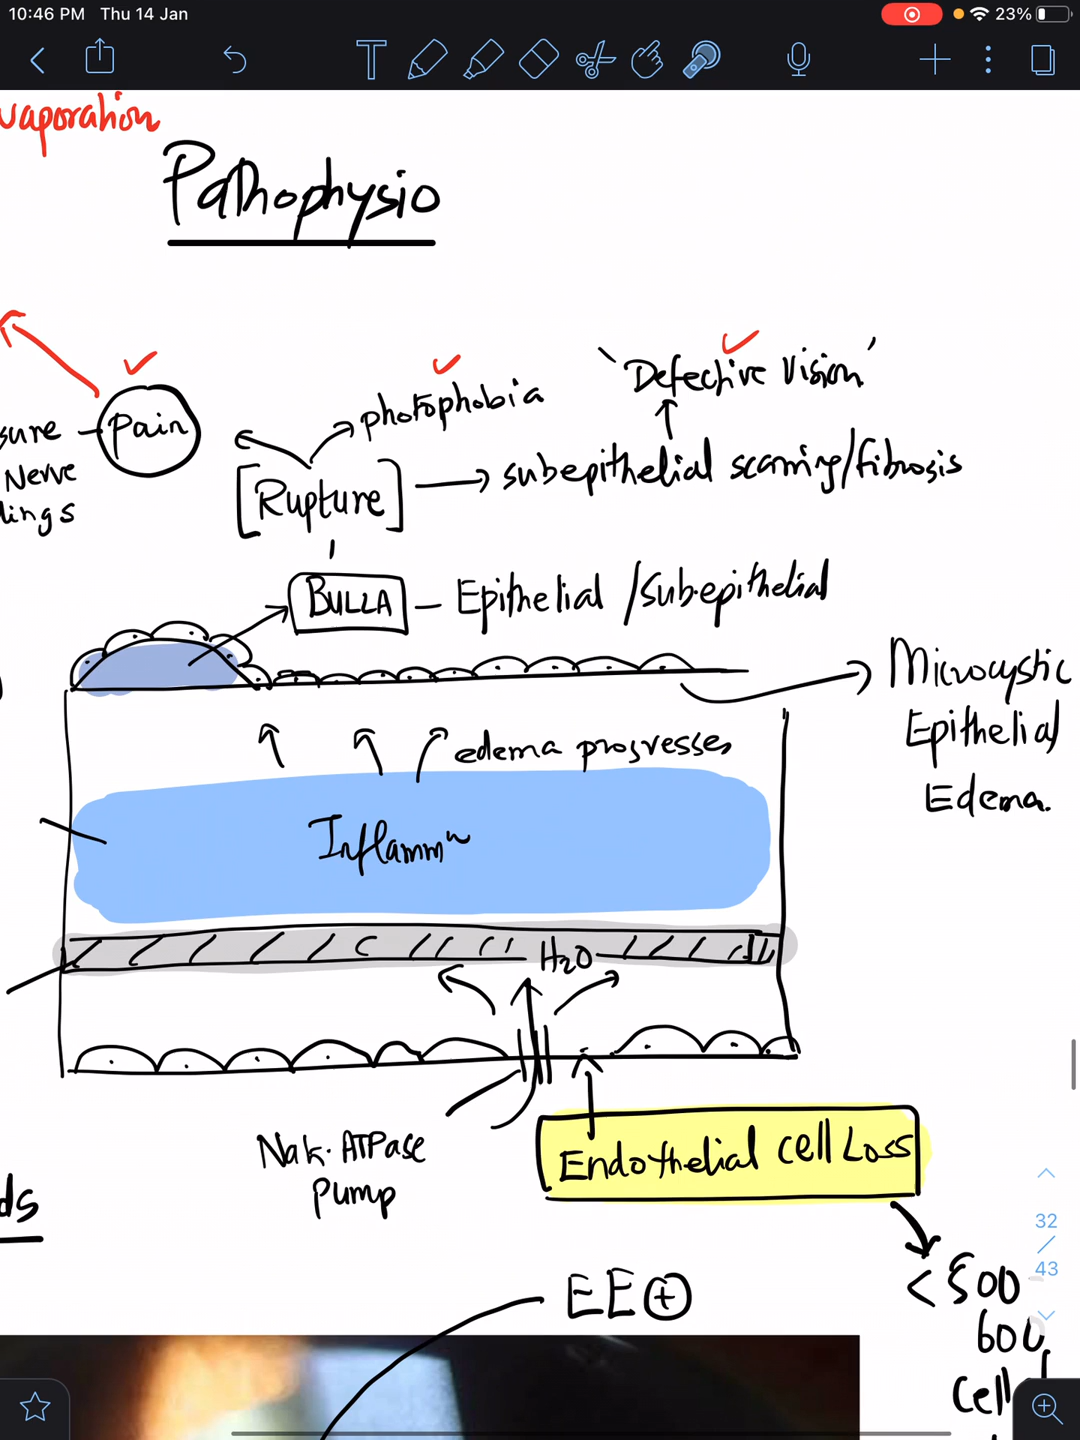 10:46 PM Thu 14 Jan
23%
vaporation
Pathophysio
'Defective Vision'
photophobia
sure
Pain
Nerve
dings
[Rupture]
subepithelial scarring/fibrosis
BULLA - Epithelial /Subepithelial
Microcystic
Epithelial
Edema.
edema progresses
Inflammⁿ
H2O
Nak-ATPase
pump
Endothelial cell Loss
ds
EE⊕
32
/
43
<500
600
Cell